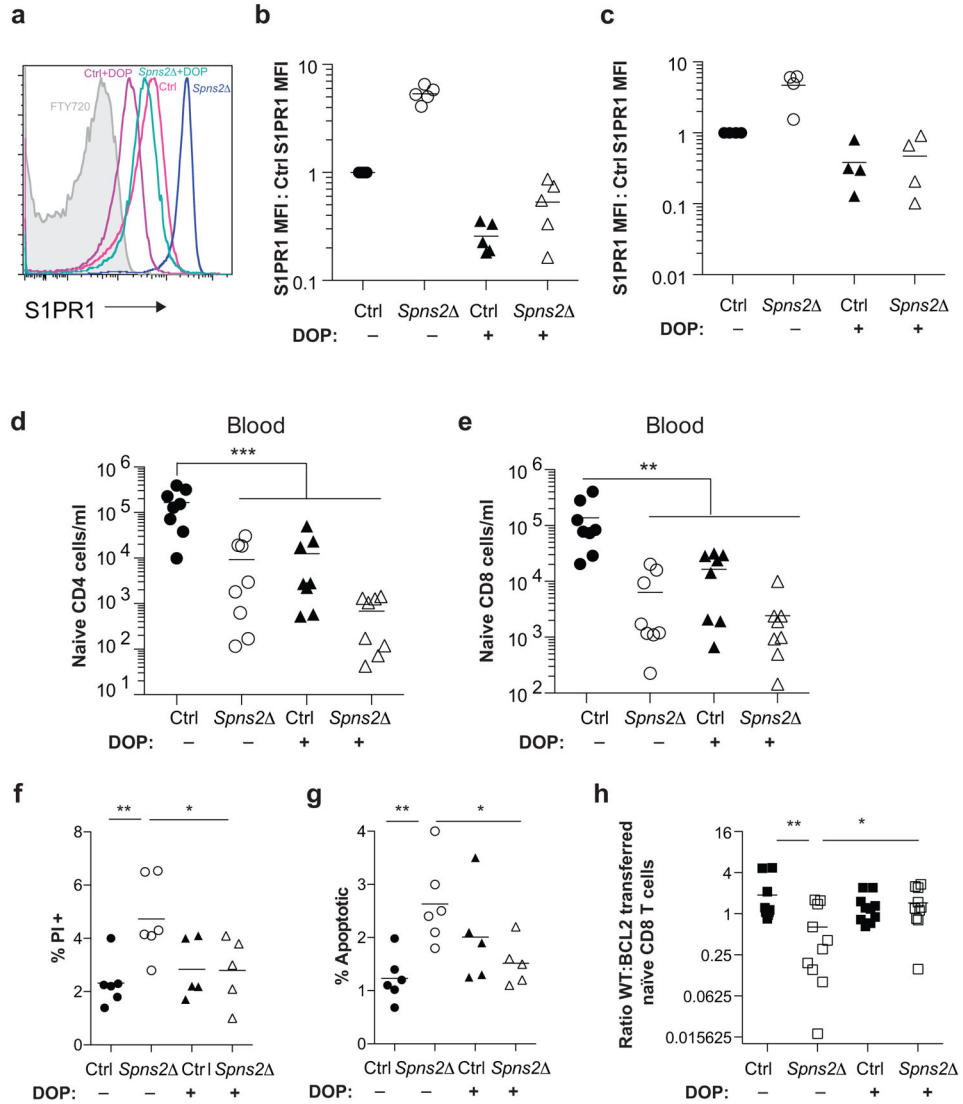 a
Ctrl+DOP
Spns2Δ+DOP
Ctrl
Spns2Δ
FTY720
S1PR1
b
S1PR1 MFI : Ctrl S1PR1 MFI
10
1
0.1
Ctrl Spns2Δ Ctrl Spns2Δ
DOP: – – + +
c
S1PR1 MFI : Ctrl S1PR1 MFI
10
1
0.1
0.01
Ctrl Spns2Δ Ctrl Spns2Δ
DOP: – – + +
d
Blood
***
Naive CD4 cells/ml
10 6
10 5
10 4
10 3
10 2
10 1
Ctrl Spns2Δ Ctrl Spns2Δ
DOP: – – + +
e
Blood
**
Naive CD8 cells/ml
10 6
10 5
10 4
10 3
10 2
Ctrl Spns2Δ Ctrl Spns2Δ
DOP: – – + +
f
** *
% PI +
8
6
4
2
0
Ctrl Spns2Δ Ctrl Spns2Δ
DOP: – – + +
g
** *
% Apoptotic
4
3
2
1
0
Ctrl Spns2Δ Ctrl Spns2Δ
DOP: – – + +
h
** *
Ratio WT:BCL2 transferred
naïve CD8 T cells
16
4
1
0.25
0.0625
0.015625
Ctrl Spns2Δ Ctrl Spns2Δ
DOP: – – + +